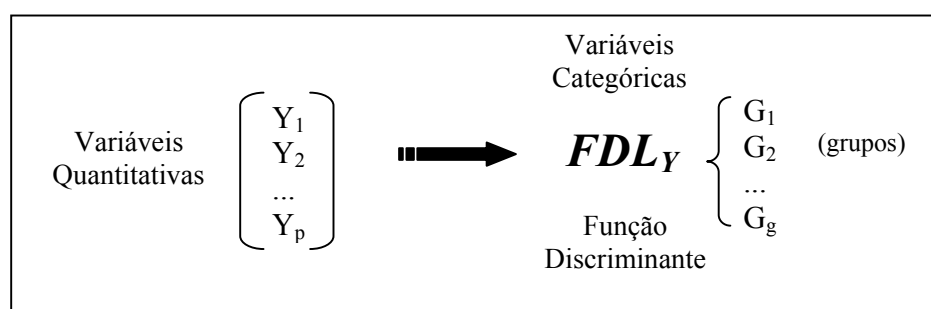 Variáveis
Quantitativas
Y1
Y2
...
Yp
Variáveis
Categóricas
FDLY
Função
Discriminante
G1
G2
...
Gg
(grupos)